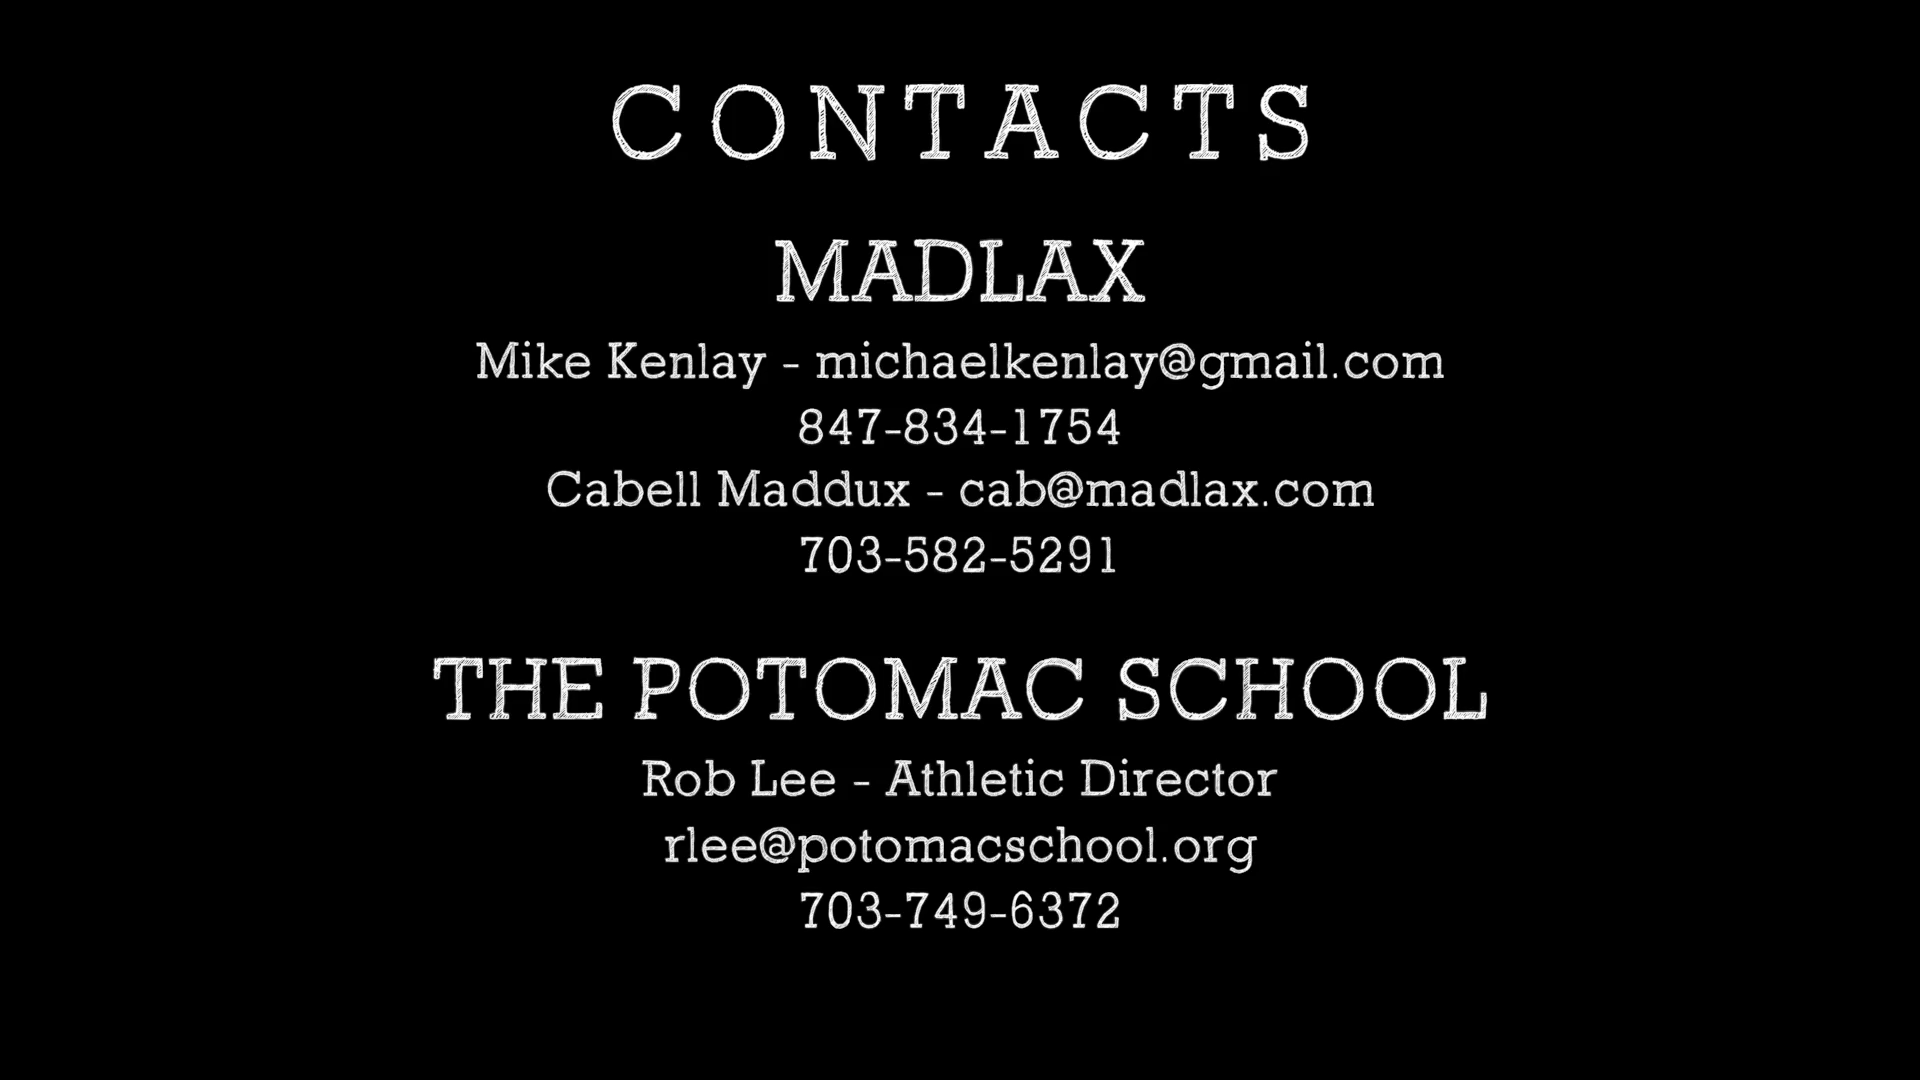 CONTACTS
MADLAX
Mike Kenlay - michaelkenlay@gmail.com
847-834-1754
Cabell Maddux - cab@madlax.com
703-582-5291
THE POTOMAC SCHOOL
Rob Lee - Athletic Director
rlee@potomacschool.org
703-749-6372